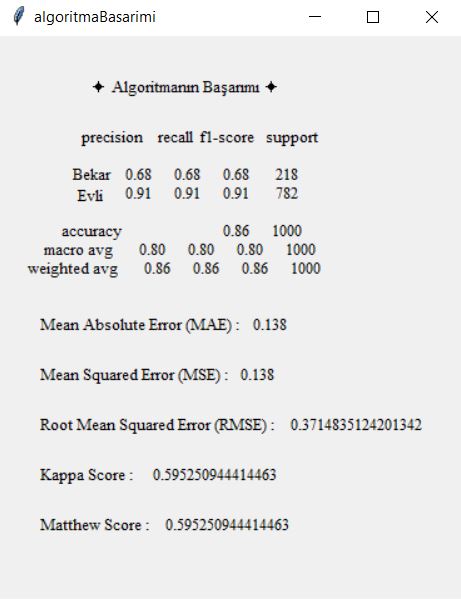 algoritmaBasarimi
✦ Algoritmanın Başarımı ✦
precision recall f1-score support
Bekar 0.68 0.68 0.68 218
Evli 0.91 0.91 0.91 782
accuracy 0.86 1000
macro avg 0.80 0.80 0.80 1000
weighted avg 0.86 0.86 0.86 1000
Mean Absolute Error (MAE) : 0.138
Mean Squared Error (MSE) : 0.138
Root Mean Squared Error (RMSE) : 0.3714835124201342
Kappa Score : 0.595250944414463
Matthew Score : 0.595250944414463